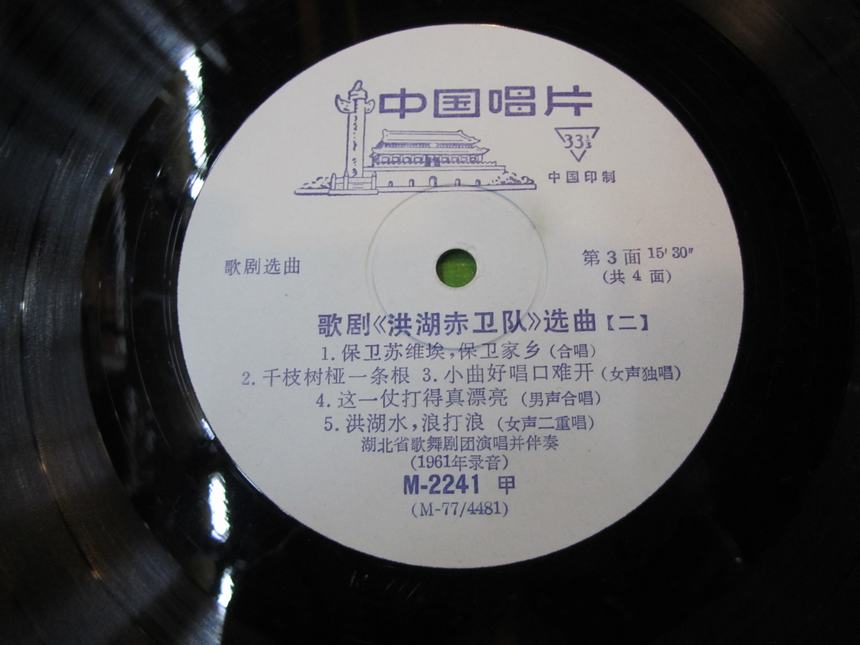 中国唱片
33⅓
中国印制
歌剧选曲
第3面 15′30″
(共4面)
歌剧《洪湖赤卫队》选曲【二】
1.保卫苏维埃,保卫家乡(合唱)
2.千枝树桠一条根 3.小曲好唱口难开(女声独唱)
4.这一仗打得真漂亮(男声合唱)
5.洪湖水,浪打浪(女声二重唱)
湖北省歌舞剧团演唱并伴奏
(1961年录音)
M-2241 甲
(M-77/4481)